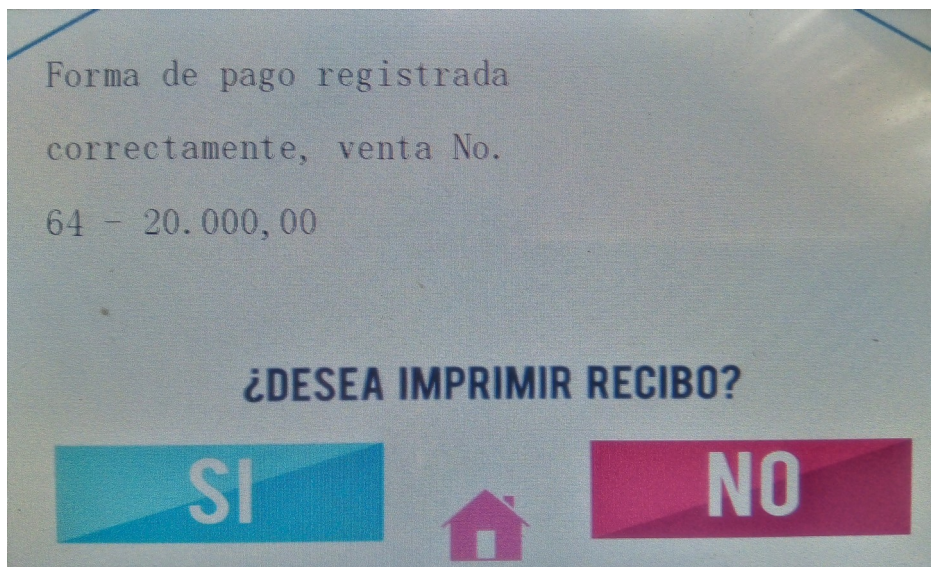 Forma de pago registrada
correctamente, venta No.
64 - 20.000,00
¿DESEA IMPRIMIR RECIBO?
SI
NO